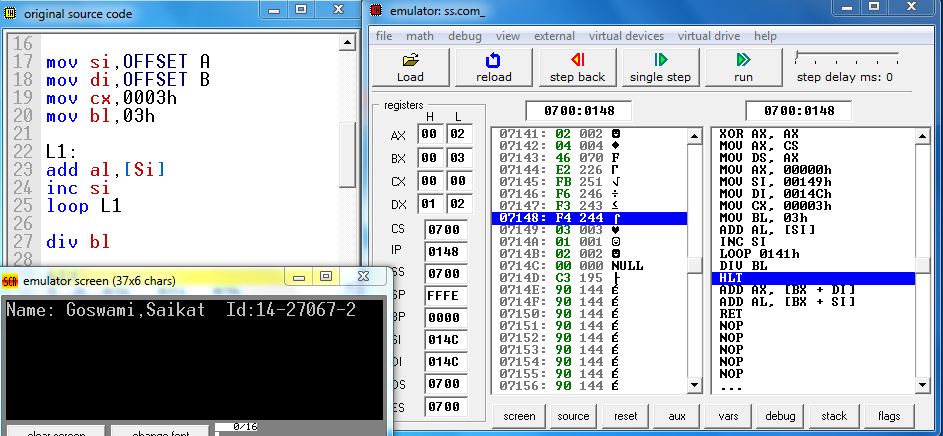 original source code
16
17 mov si,OFFSET A
18 mov di,OFFSET B
19 mov cx,0003h
20 mov bl,03h
21
22 L1:
23 add al,[Si]
24 inc si
25 loop L1
26
27 div bl
emulator screen (37x6 chars)
Name: Goswami,Saikat Id:14-27067-2
clear screen change font 0/16
emulator: ss.com_
file math debug view external virtual devices virtual drive help
Load reload step back single step run step delay ms: 0
registers
H L
AX 00 02
BX 00 03
CX 00 00
DX 01 02
CS 0700
IP 0148
SS 0700
SP FFFE
BP 0000
SI 014C
DI 014C
DS 0700
ES 0700
0700:0148
07141: 02 002 ☻
07142: 04 004 ♦
07143: 46 070 F
07144: E2 226 Γ
07145: FB 251 √
07146: F6 246 ÷
07147: F3 243 ≤
07148: F4 244 ⌠
07149: 03 003 ♥
0714A: 01 001 ☺
0714B: 02 002 ☻
0714C: 00 000 NULL
0714D: C3 195 ├
0714E: 90 144 É
0714F: 90 144 É
07150: 90 144 É
07151: 90 144 É
07152: 90 144 É
07153: 90 144 É
07154: 90 144 É
07155: 90 144 É
07156: 90 144 É
0700:0148
XOR AX, AX
MOV AX, CS
MOV DS, AX
MOV AX, 00000h
MOV SI, 00149h
MOV DI, 0014Ch
MOV CX, 00003h
MOV BL, 03h
ADD AL, [SI]
INC SI
LOOP 0141h
DIV BL
HLT
ADD AX, [BX + DI]
ADD AL, [BX + SI]
RET
NOP
NOP
NOP
NOP
NOP
...
screen source reset aux vars debug stack flags